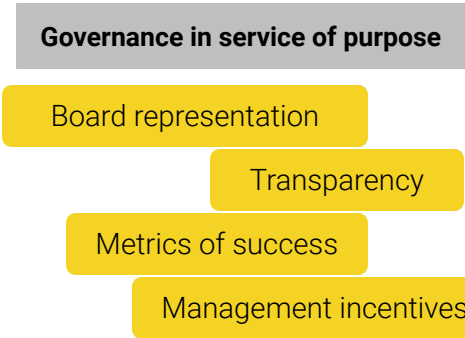 Governance in service of purpose
Board representation
Transparency
Metrics of success
Management incentives